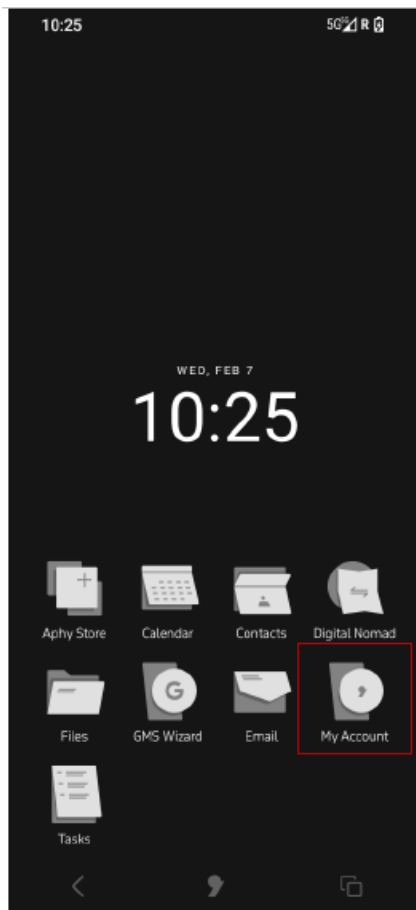 10:25 5G R
WED, FEB 7
10:25
Aphy Store Calendar Contacts Digital Nomad
Files GMS Wizard Email My Account
Tasks